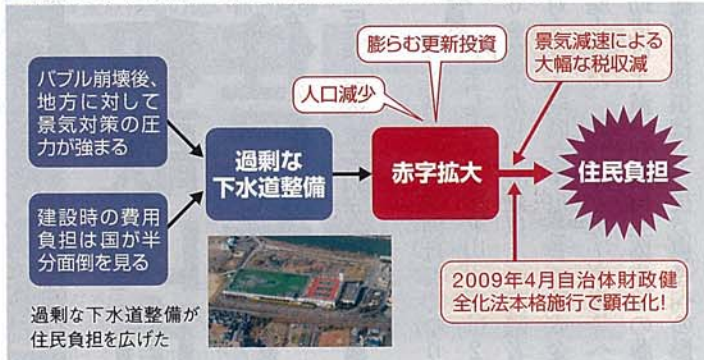 バブル崩壊後、
地方に対して
景気対策の圧
力が強まる
建設時の費用
負担は国が半
分面倒を見る
過剰な
下水道整備
人口減少
膨らむ更新投資
赤字拡大
景気減速による
大幅な税収減
住民負担
2009年4月自治体財政健
全化法本格施行で顕在化!
過剰な下水道整備が
住民負担を広げた